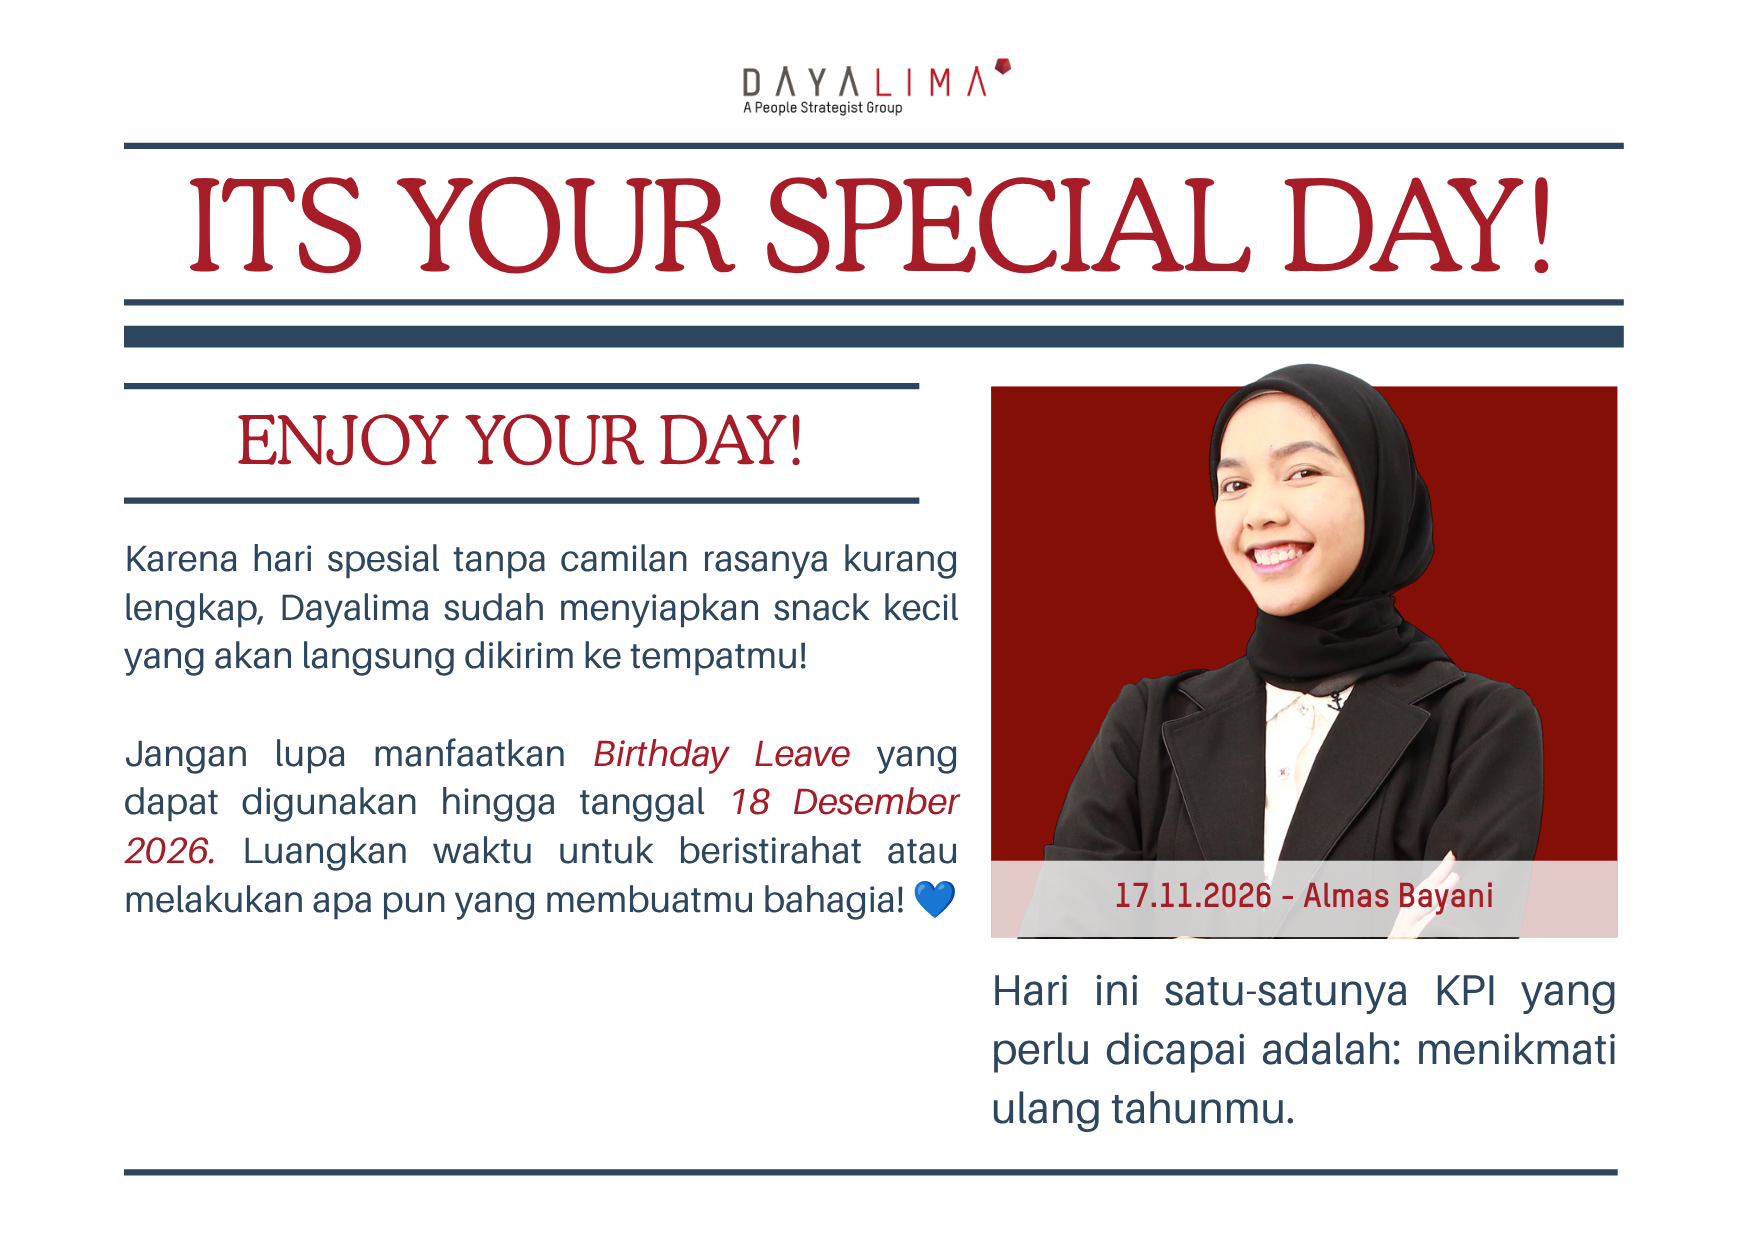 DAYALIMA
A People Strategist Group
ITS YOUR SPECIAL DAY!
ENJOY YOUR DAY!
Karena hari spesial tanpa camilan rasanya kurang
lengkap, Dayalima sudah menyiapkan snack kecil
yang akan langsung dikirim ke tempatmu!
Jangan lupa manfaatkan Birthday Leave yang
dapat digunakan hingga tanggal 18 Desember
2026. Luangkan waktu untuk beristirahat atau
melakukan apa pun yang membuatmu bahagia! 💙
17.11.2026 - Almas Bayani
Hari ini satu-satunya KPI yang
perlu dicapai adalah: menikmati
ulang tahunmu.